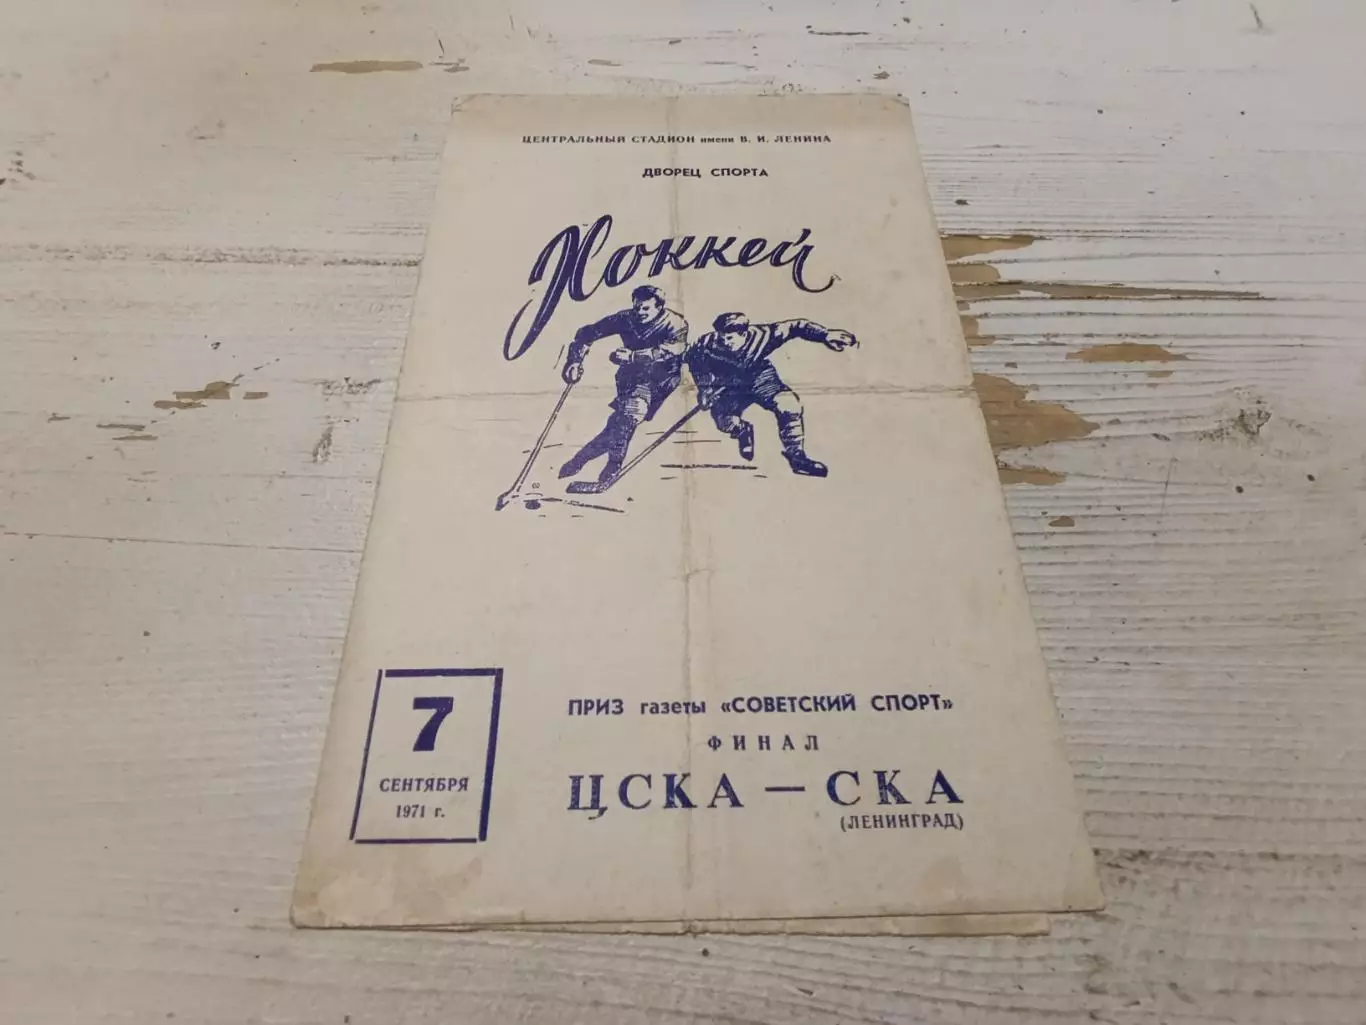 ЦЕНТРАЛЬНЫЙ СТАДИОН имени В. И. ЛЕНИНА
ДВОРЕЦ СПОРТА
Хоккей
7
СЕНТЯБРЯ
1971 г.
ПРИЗ газеты «СОВЕТСКИЙ СПОРТ»
ФИНАЛ
ЦСКА — СКА
(ЛЕНИНГРАД)